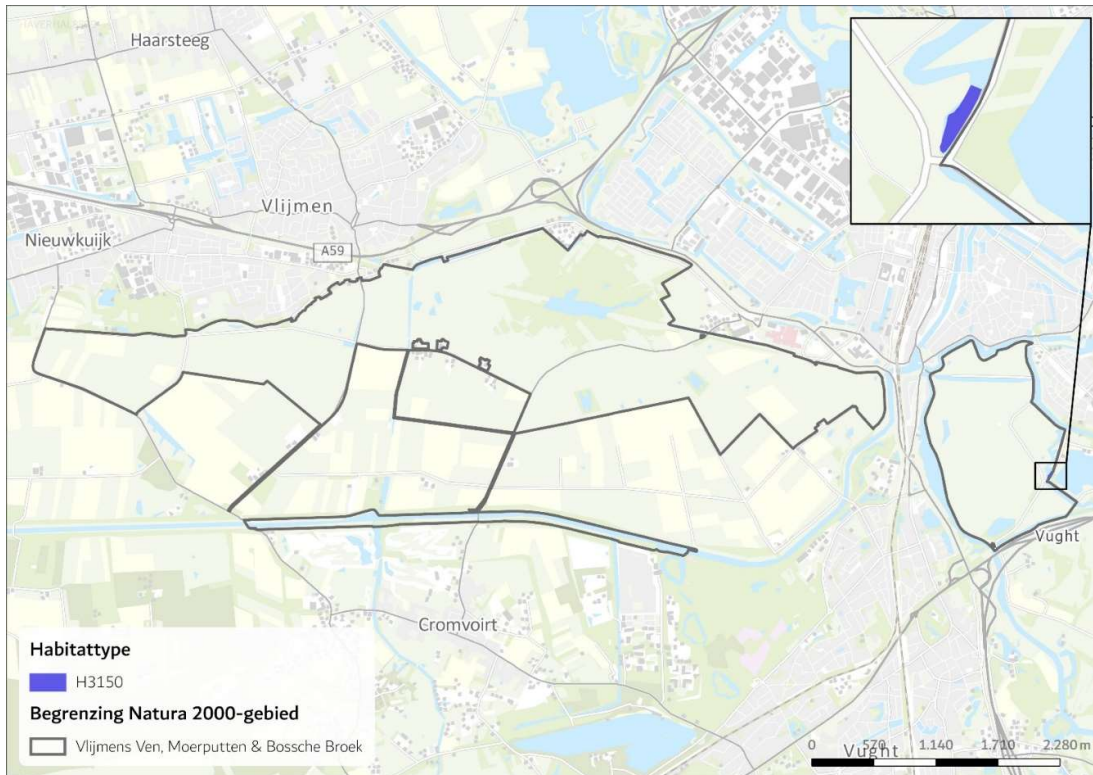 Haarsteeg
Vlijmen
Nieuwkuijk
A59
Vught
Cromvoirt
Habitattype
H3150
Begrenzing Natura 2000-gebied
Vlijmens Ven, Moerputten & Bossche Broek
0 570 1.140 1.710 2.280 m
Vught